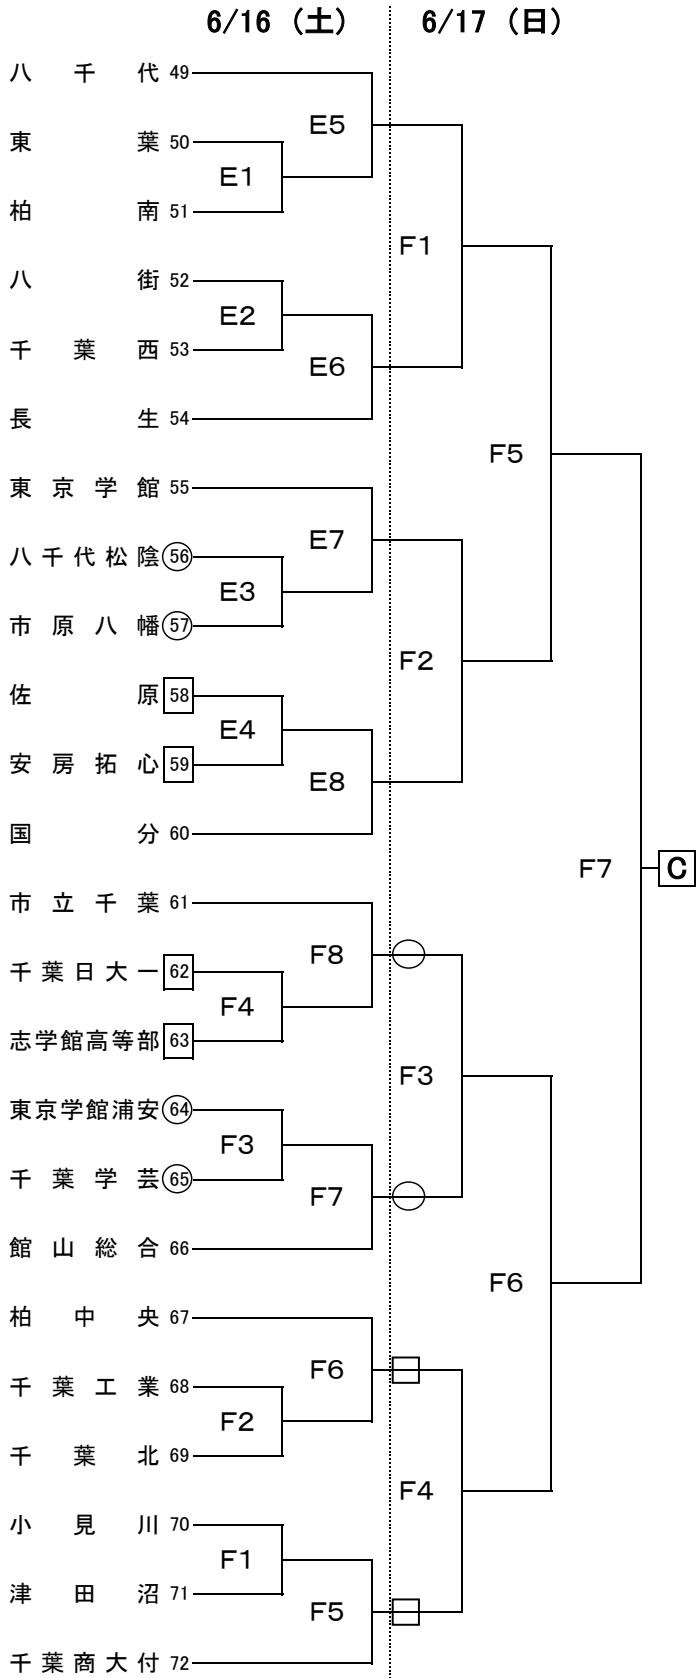 6/16 (土) 6/17 (日)
八千代 49
E5
東葉 50
E1
柏南 51
F1
八街 52
E2
千葉西 53
E6
長生 54
F5
東京学館 55
E7
八千代松陰 56
E3
市原八幡 57
F2
佐原 58
E4
安房拓心 59
E8
国分 60
F7 C
市立千葉 61
F8
千葉日大一 62
F4
志学館高等部 63
F3
東京学館浦安 64
F3
千葉学芸 65
F7
館山総合 66
F6
柏中央 67
F6
千葉工業 68
F2
千葉北 69
F4
小見川 70
F1
津田沼 71
F5
千葉商大付 72